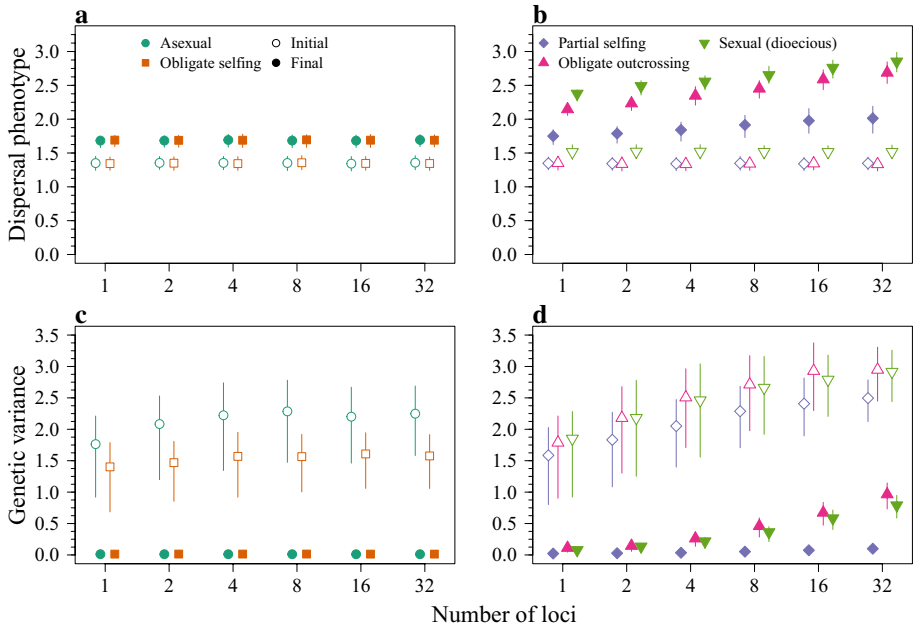 a
b
Asexual
Initial
Obligate selfing
Final
Partial selfing
Sexual (dioecious)
Obligate outcrossing
Dispersal phenotype
3.0
2.5
2.0
1.5
1.0
0.5
0.0
1 2 4 8 16 32
3.0
2.5
2.0
1.5
1.0
0.5
0.0
1 2 4 8 16 32
c
d
Genetic variance
3.5
3.0
2.5
2.0
1.5
1.0
0.5
0.0
1 2 4 8 16 32
3.5
3.0
2.5
2.0
1.5
1.0
0.5
0.0
1 2 4 8 16 32
Number of loci